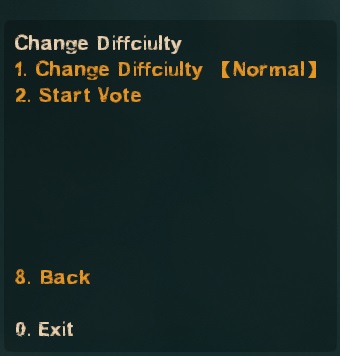 Change Diffciulty
1. Change Diffciulty 【Normal】
2. Start Vote
8. Back
0. Exit